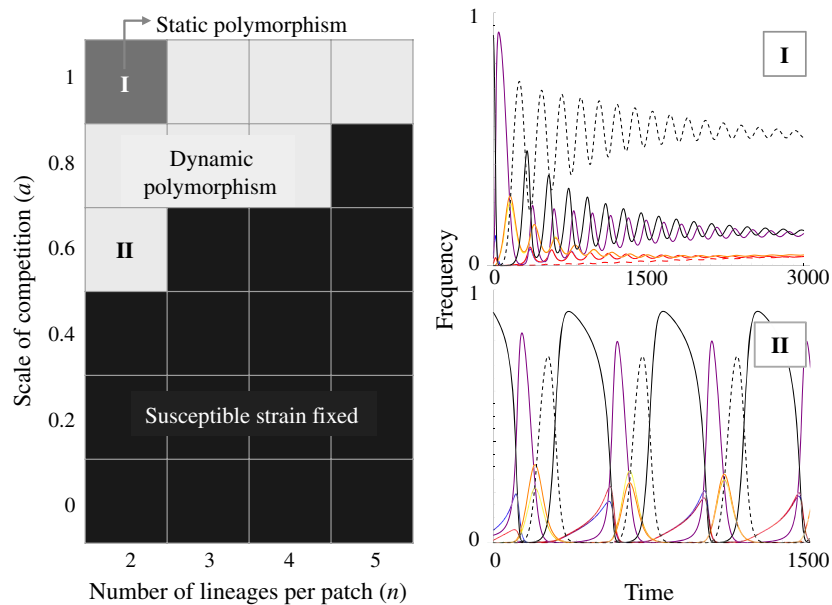 Static polymorphism
I
1
0.8
0.6
0.4
0.2
0
Scale of competition (a)
Dynamic
polymorphism
II
Susceptible strain fixed
2 3 4 5
Number of lineages per patch (n)
1
I
0
0 1500 3000
Frequency
1
II
0
0 1500
Time